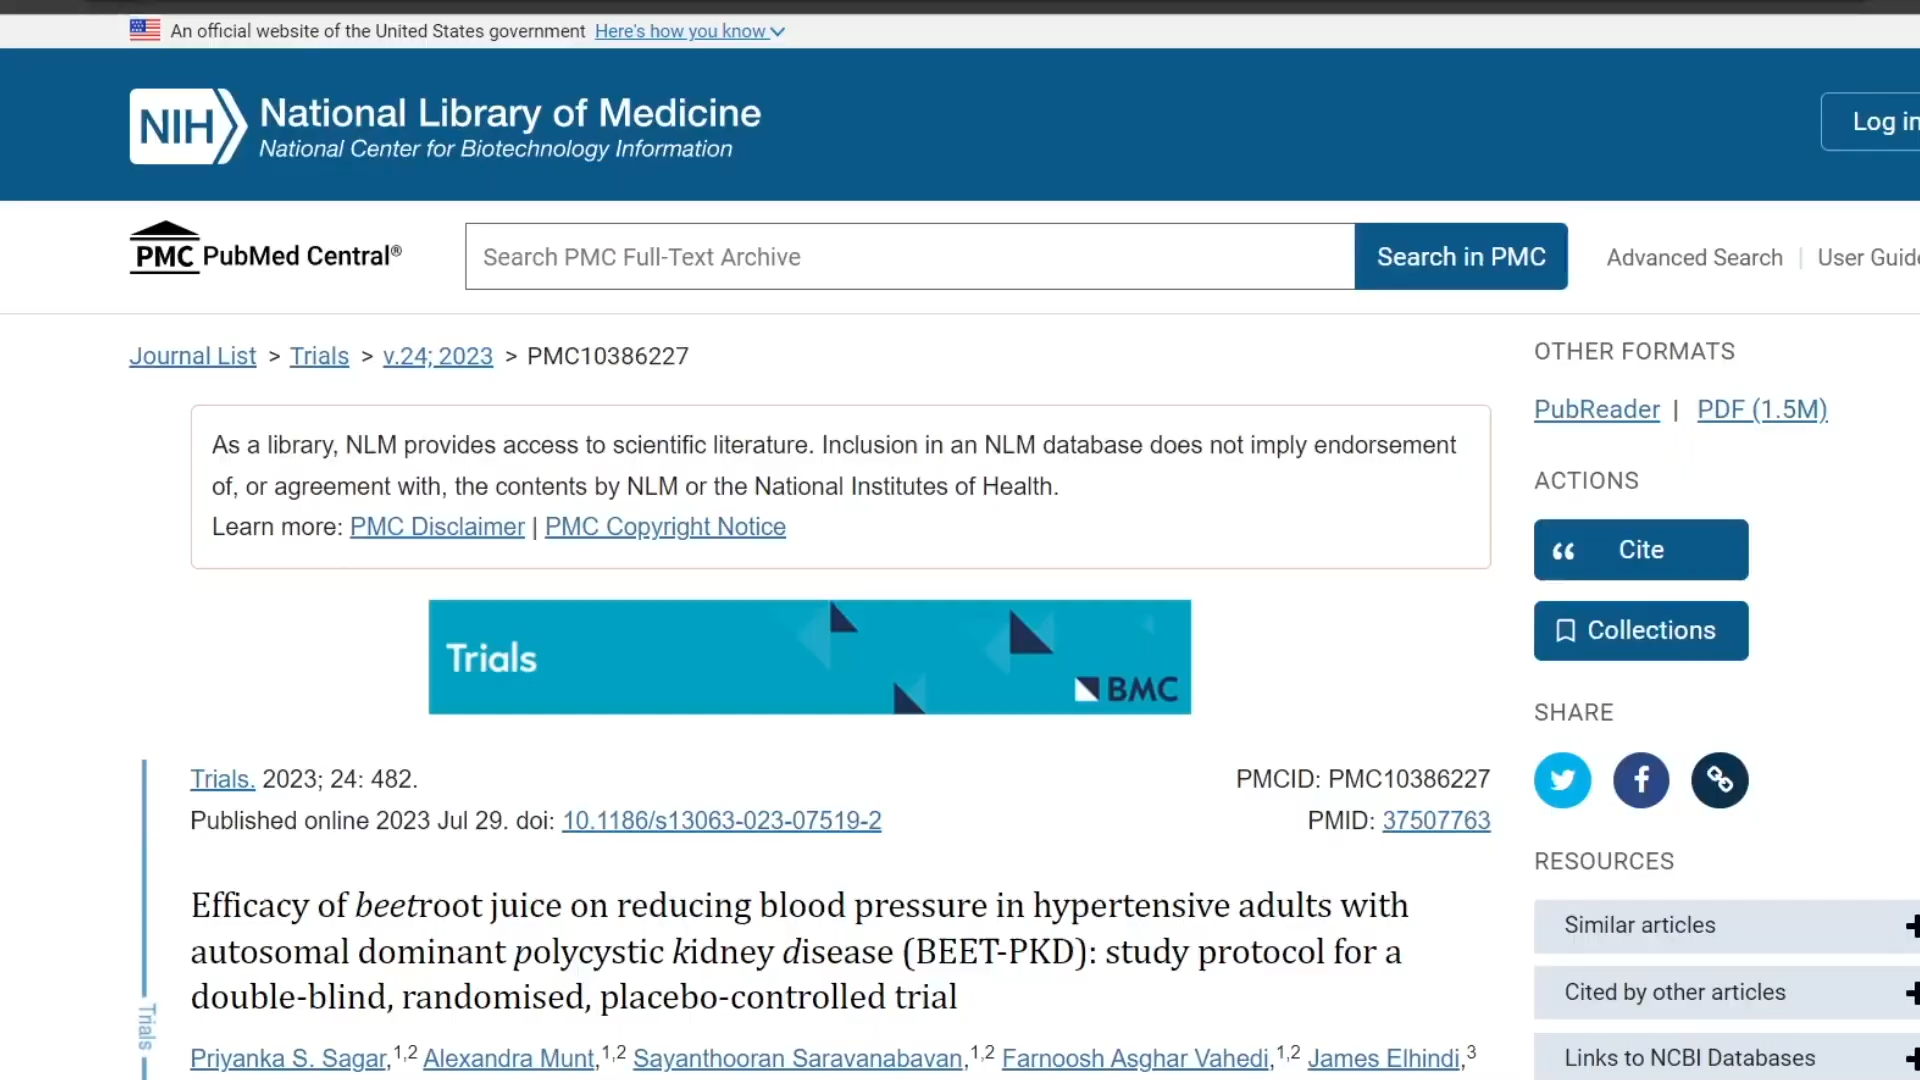 An official website of the United States government Here's how you know
NIH National Library of Medicine
National Center for Biotechnology Information
Log in
PMC PubMed Central®
Search PMC Full-Text Archive
Search in PMC
Advanced Search | User Guide
Journal List > Trials > v.24; 2023 > PMC10386227
As a library, NLM provides access to scientific literature. Inclusion in an NLM database does not imply endorsement
of, or agreement with, the contents by NLM or the National Institutes of Health.
Learn more: PMC Disclaimer | PMC Copyright Notice
Trials
BMC
Trials. 2023; 24: 482.
PMCID: PMC10386227
Published online 2023 Jul 29. doi: 10.1186/s13063-023-07519-2
PMID: 37507763
Efficacy of beetroot juice on reducing blood pressure in hypertensive adults with
autosomal dominant polycystic kidney disease (BEET-PKD): study protocol for a
double-blind, randomised, placebo-controlled trial
Priyanka S. Sagar,1,2 Alexandra Munt,1,2 Sayanthooran Saravanabavan,1,2 Farnoosh Asghar Vahedi,1,2 James Elhindi,3
Trials
OTHER FORMATS
PubReader | PDF (1.5M)
ACTIONS
Cite
Collections
SHARE
RESOURCES
Similar articles
Cited by other articles
Links to NCBI Databases